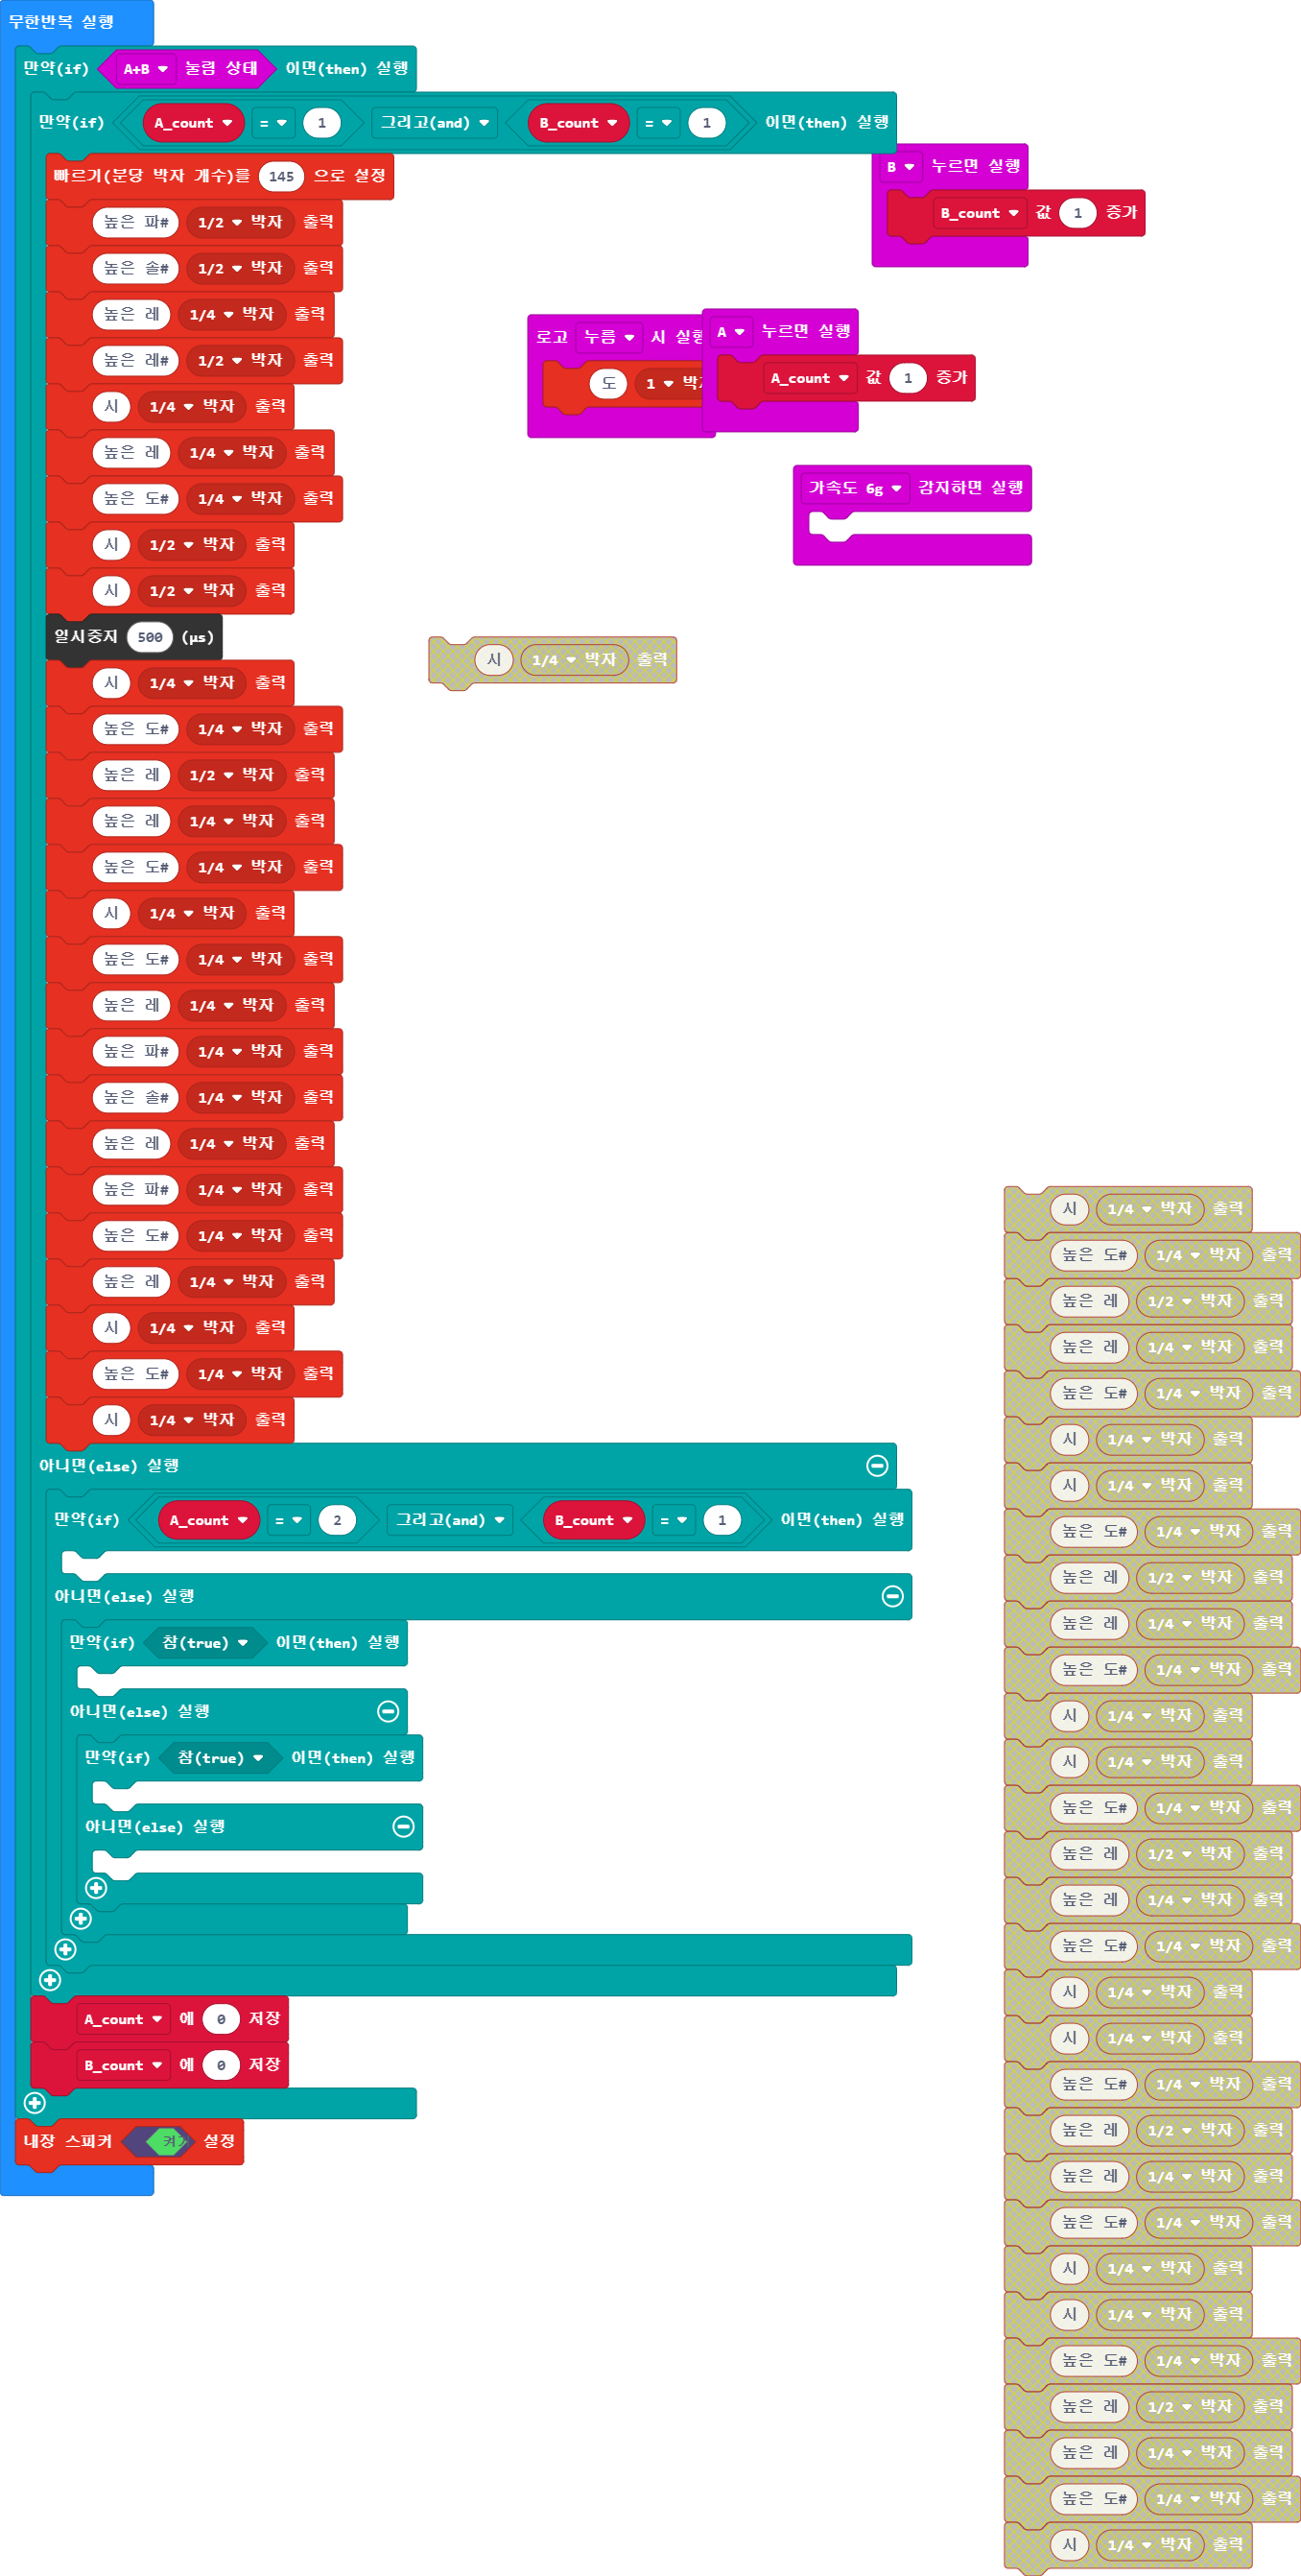 무한반복 실행
만약(if) A+B 눌림 상태 이면(then) 실행
만약(if) A_count = 1 그리고(and) B_count = 1 이면(then) 실행
빠르기(분당 박자 개수)를 145 으로 설정
높은 파# 1/2 박자 출력
높은 솔# 1/2 박자 출력
높은 레 1/4 박자 출력
높은 레# 1/2 박자 출력
시 1/4 박자 출력
높은 레 1/4 박자 출력
높은 도# 1/4 박자 출력
시 1/2 박자 출력
시 1/2 박자 출력
일시중지 500 (µs)
시 1/4 박자 출력
높은 도# 1/4 박자 출력
높은 레 1/2 박자 출력
높은 레 1/4 박자 출력
높은 도# 1/4 박자 출력
시 1/4 박자 출력
높은 도# 1/4 박자 출력
높은 레 1/4 박자 출력
높은 파# 1/4 박자 출력
높은 솔# 1/4 박자 출력
높은 레 1/4 박자 출력
높은 파# 1/4 박자 출력
높은 도# 1/4 박자 출력
높은 레 1/4 박자 출력
시 1/4 박자 출력
높은 도# 1/4 박자 출력
시 1/4 박자 출력
아니면(else) 실행
만약(if) A_count = 2 그리고(and) B_count = 1 이면(then) 실행
아니면(else) 실행
만약(if) 참(true) 이면(then) 실행
아니면(else) 실행
만약(if) 참(true) 이면(then) 실행
아니면(else) 실행
A_count 에 0 저장
B_count 에 0 저장
내장 스피커 켜 설정
B 누르면 실행
B_count 값 1 증가
로고 누름 시 실행
도 1 박
A 누르면 실행
A_count 값 1 증가
가속도 6g 감지하면 실행
시 1/4 박자 출력
시 1/4 박자 출력
높은 도# 1/4 박자 출력
높은 레 1/2 박자 출력
높은 레 1/4 박자 출력
높은 도# 1/4 박자 출력
시 1/4 박자 출력
시 1/4 박자 출력
높은 도# 1/4 박자 출력
높은 레 1/2 박자 출력
높은 레 1/4 박자 출력
높은 도# 1/4 박자 출력
시 1/4 박자 출력
시 1/4 박자 출력
높은 도# 1/4 박자 출력
높은 레 1/2 박자 출력
높은 레 1/4 박자 출력
높은 도# 1/4 박자 출력
시 1/4 박자 출력
시 1/4 박자 출력
높은 도# 1/4 박자 출력
높은 레 1/2 박자 출력
높은 레 1/4 박자 출력
높은 도# 1/4 박자 출력
시 1/4 박자 출력
시 1/4 박자 출력
높은 도# 1/4 박자 출력
높은 레 1/2 박자 출력
높은 레 1/4 박자 출력
높은 도# 1/4 박자 출력
시 1/4 박자 출력